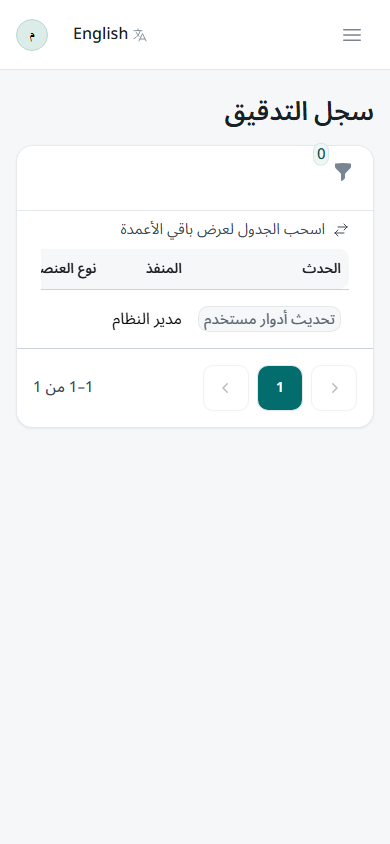 English
م
سجل التدقيق
0
اسحب الجدول لعرض باقي الأعمدة
الحدث المنفذ نوع العنص
تحديث أدوار مستخدم مدير النظام
1
1–1 من 1